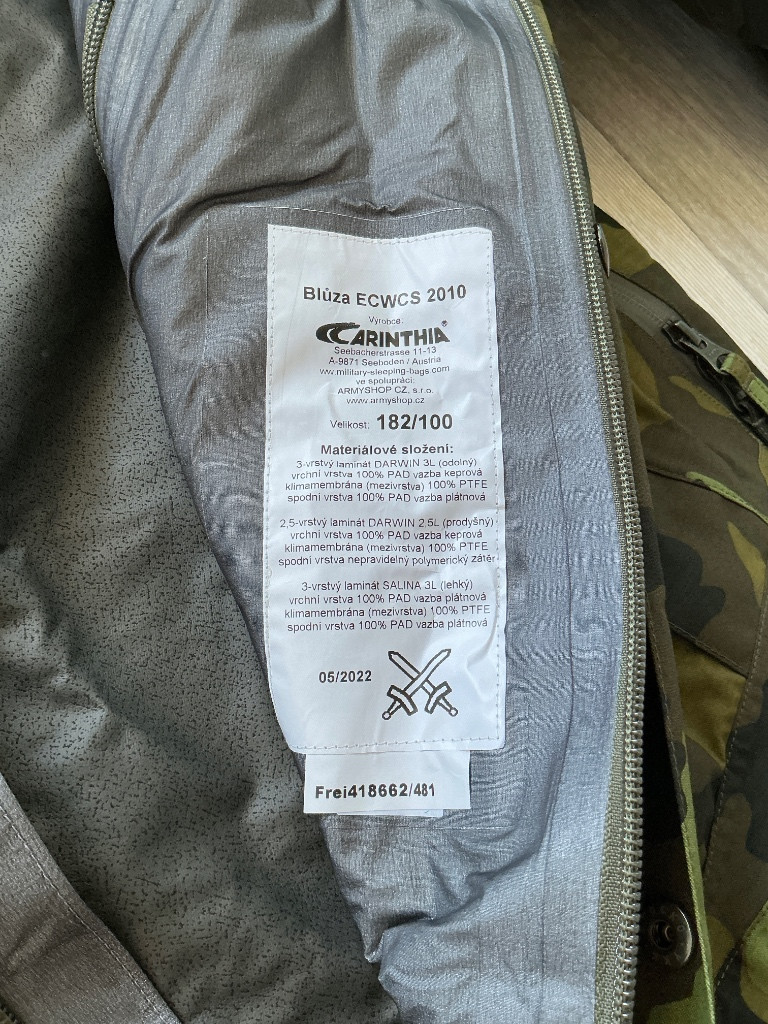 Blůza ECWCS 2010
Výrobce:
CARINTHIA®
Seebacherstrasse 11-13
A-9871 Seeboden / Austria
www.military-sleeping-bags.com
ve spolupráci:
ARMYSHOP CZ, s.r.o.
www.armyshop.cz
Velikost: 182/100
Materiálové složení:
3-vrstvý laminát DARWIN 3L (odolný)
vrchní vrstva 100% PAD vazba keprová
klimamembrána (mezivrstva) 100% PTFE
spodní vrstva 100% PAD vazba plátnová
2,5-vrstvý laminát DARWIN 2.5L (prodyšný)
vrchní vrstva 100% PAD vazba keprová
klimamembrána (mezivrstva) 100% PTFE
spodní vrstva nepravidelný polymerický zátěr
3-vrstvý laminát SALINA 3L (lehký)
vrchní vrstva 100% PAD vazba plátnová
klimamembrána (mezivrstva) 100% PTFE
spodní vrstva 100% PAD vazba plátnová
05/2022
Frei418662/481